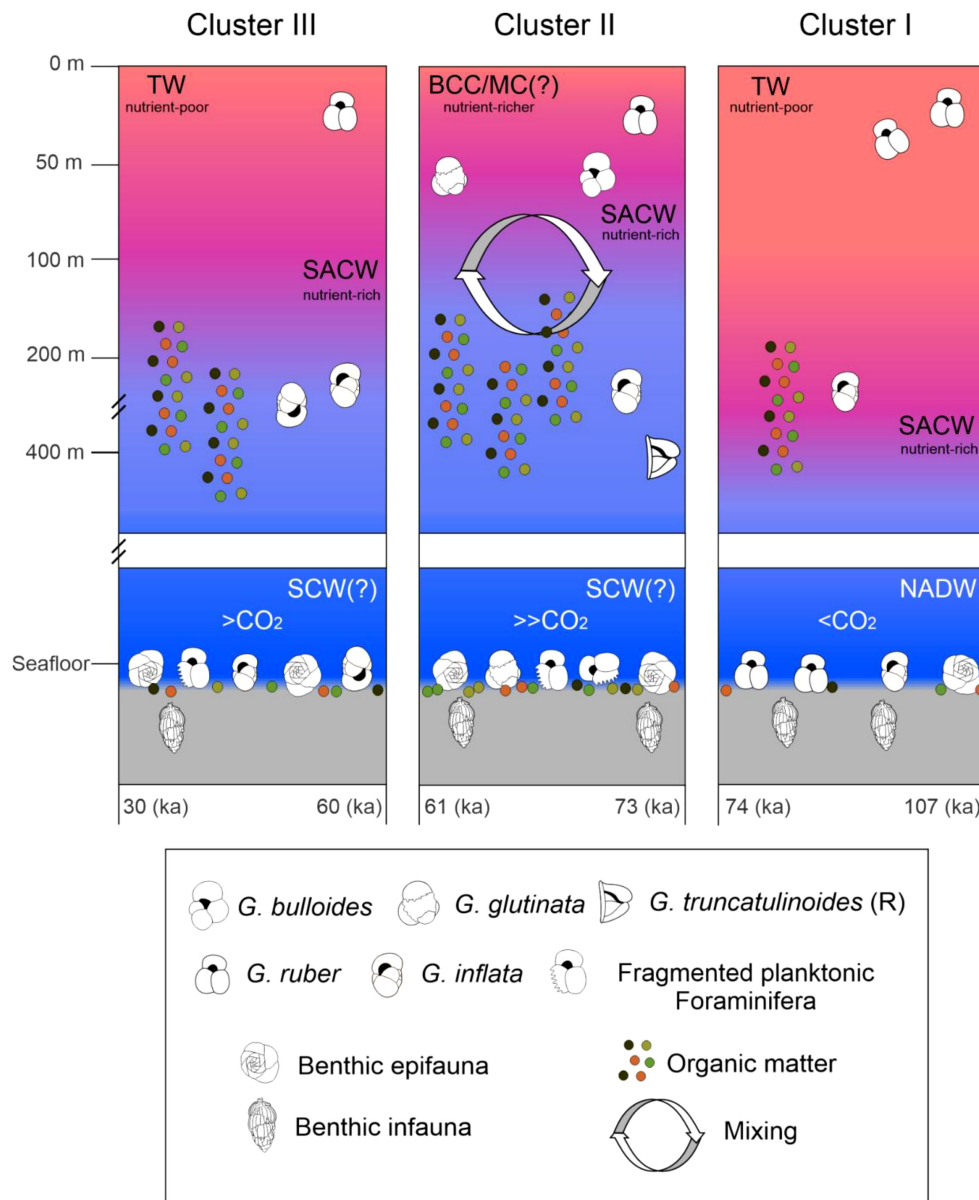 Cluster III
Cluster II
Cluster I
0 m
50 m
100 m
200 m
400 m
Seafloor
TW
nutrient-poor
SACW
nutrient-rich
SCW(?)
>CO2
30 (ka)
60 (ka)
BCC/MC(?)
nutrient-richer
SACW
nutrient-rich
SCW(?)
>>CO2
61 (ka)
73 (ka)
TW
nutrient-poor
SACW
nutrient-rich
NADW
<CO2
74 (ka)
107 (ka)
G. bulloides
G. glutinata
G. truncatulinoides (R)
G. ruber
G. inflata
Fragmented planktonic
Foraminifera
Benthic epifauna
Organic matter
Benthic infauna
Mixing